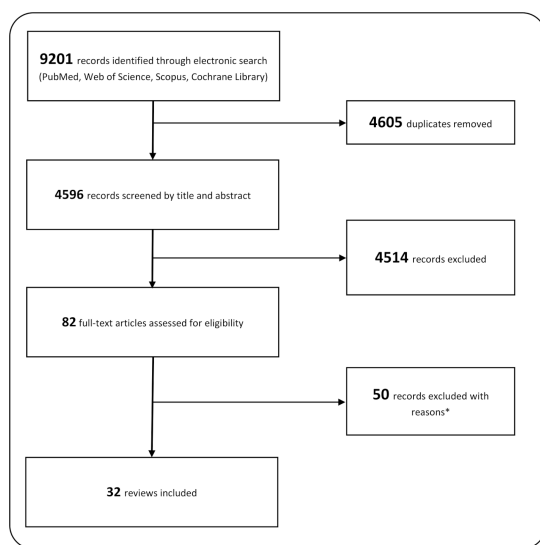 9201 records identified through electronic search
(PubMed, Web of Science, Scopus, Cochrane Library)
4605 duplicates removed
4596 records screened by title and abstract
4514 records excluded
82 full-text articles assessed for eligibility
50 records excluded with
reasons*
32 reviews included